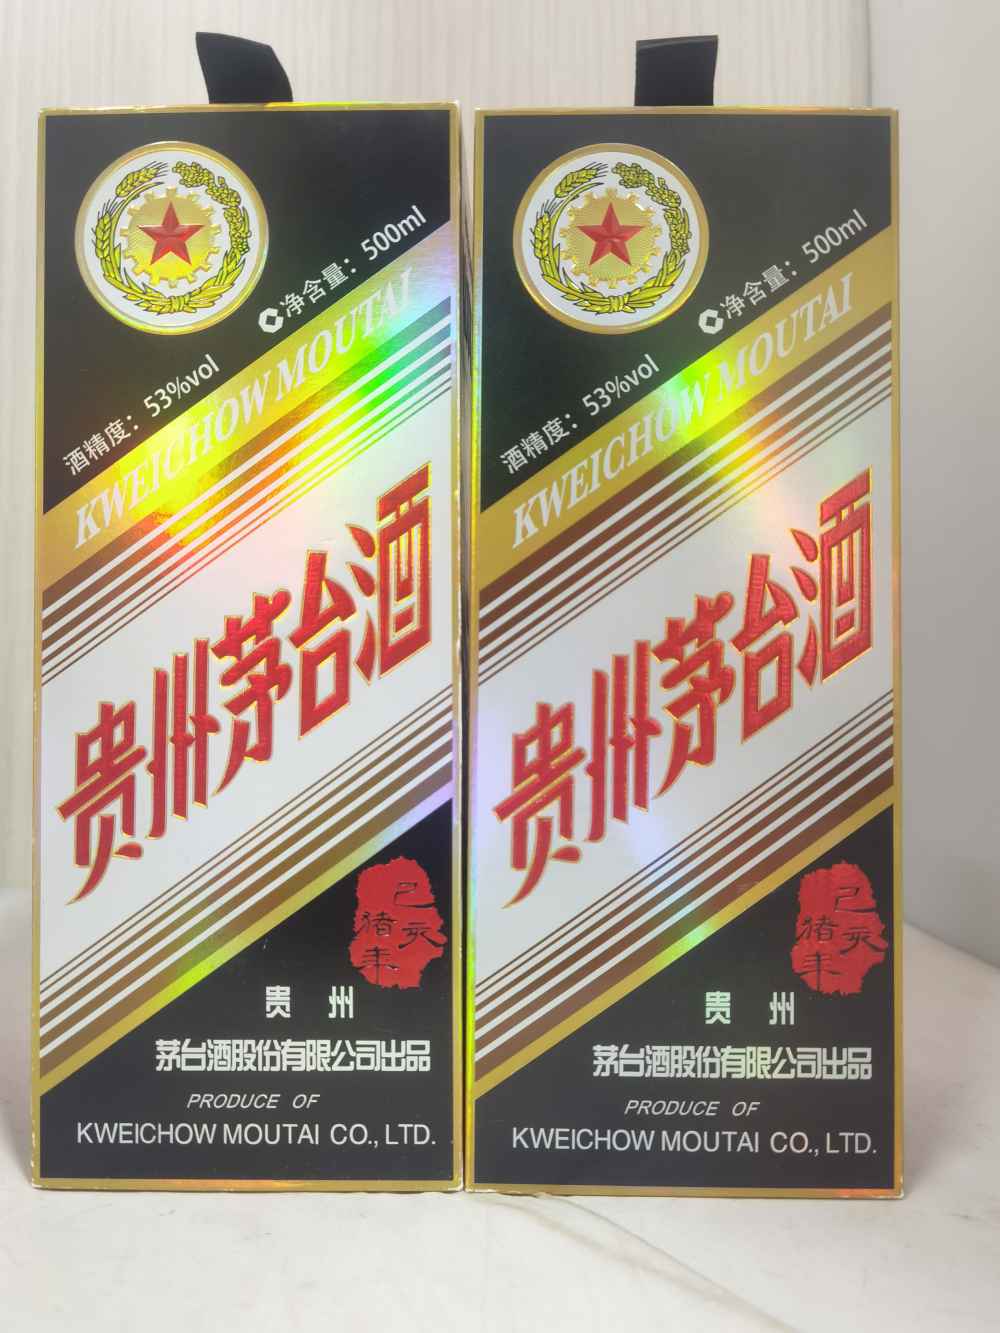 净含量：500ml
酒精度：53%vol
KWEICHOW MOUTAI
贵州茅台酒
己亥
猪年
贵 州
茅台酒股份有限公司出品
PRODUCE OF
KWEICHOW MOUTAI CO., LTD.
净含量：500ml
酒精度：53%vol
KWEICHOW MOUTAI
贵州茅台酒
己亥
猪年
贵 州
茅台酒股份有限公司出品
PRODUCE OF
KWEICHOW MOUTAI CO., LTD.